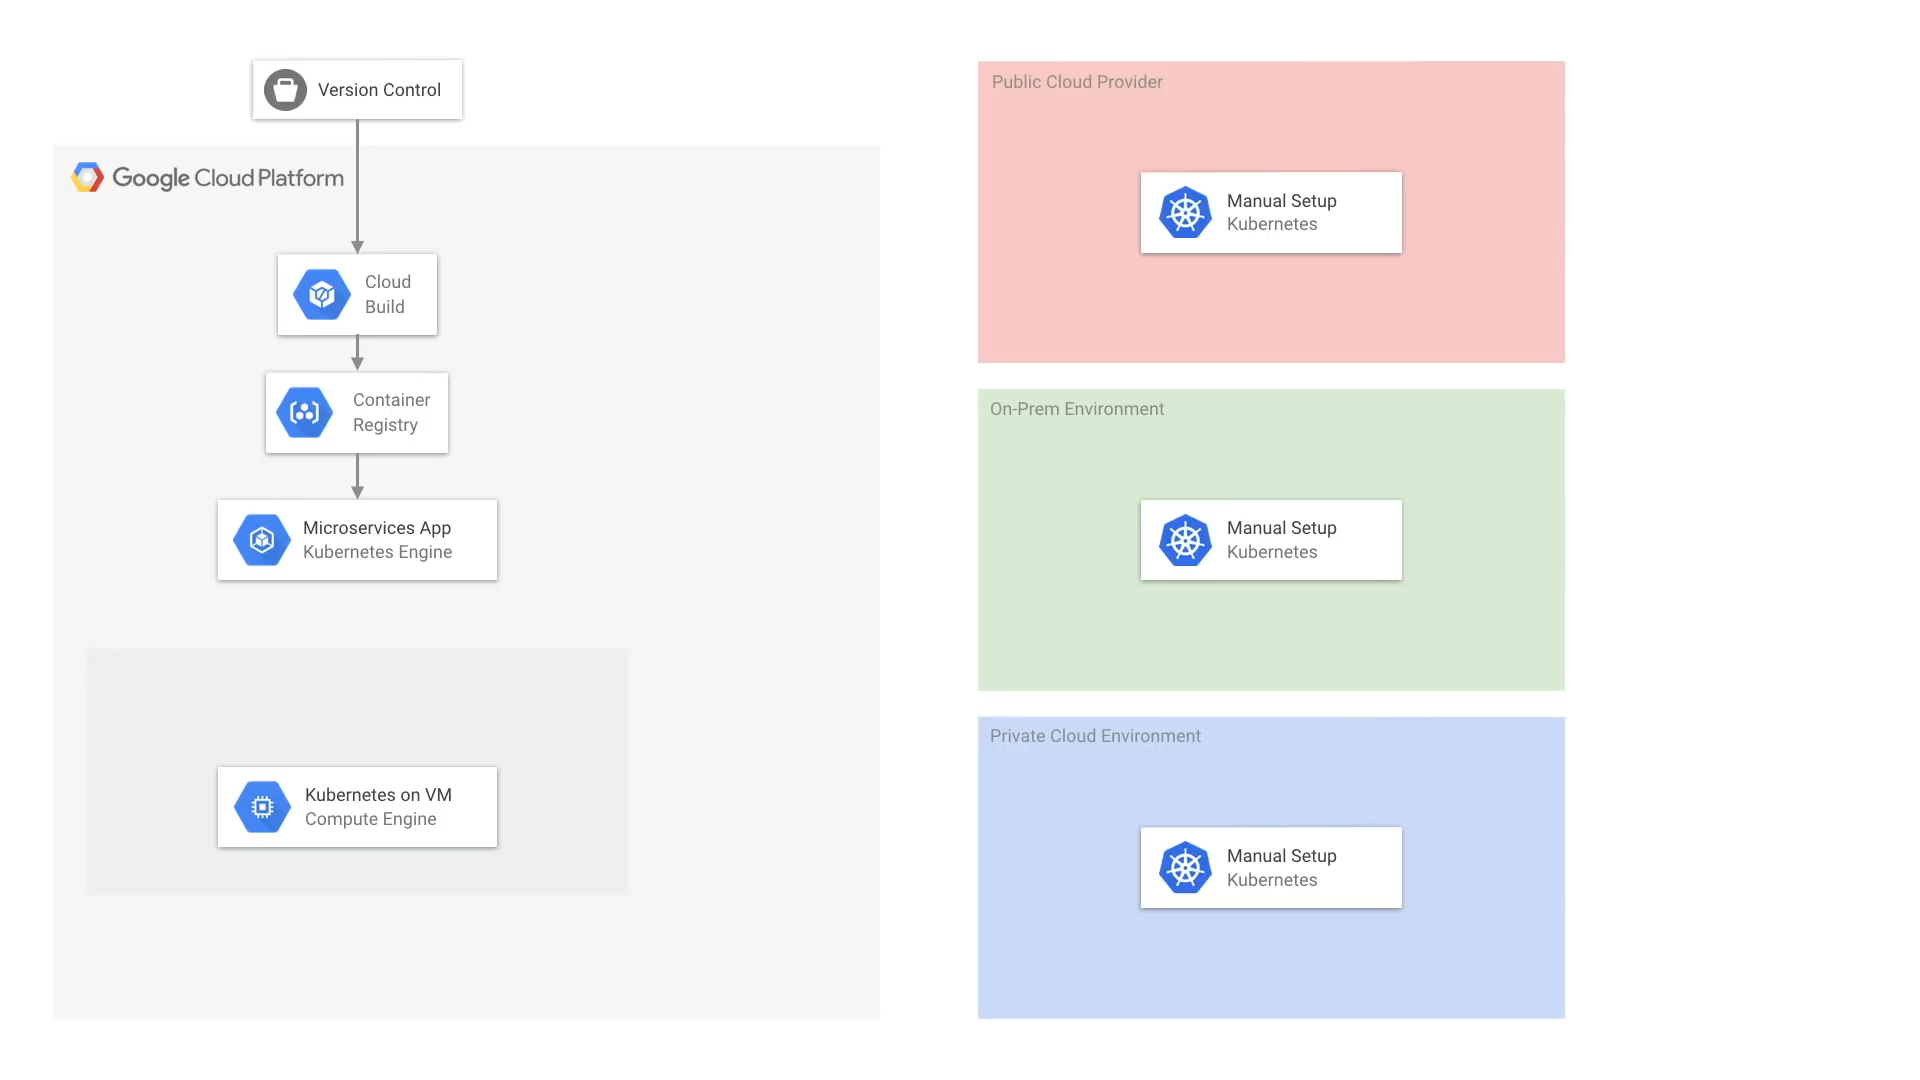 Version Control
Google Cloud Platform
Cloud
Build
Container
Registry
Microservices App
Kubernetes Engine
Kubernetes on VM
Compute Engine
Public Cloud Provider
Manual Setup
Kubernetes
On-Prem Environment
Manual Setup
Kubernetes
Private Cloud Environment
Manual Setup
Kubernetes